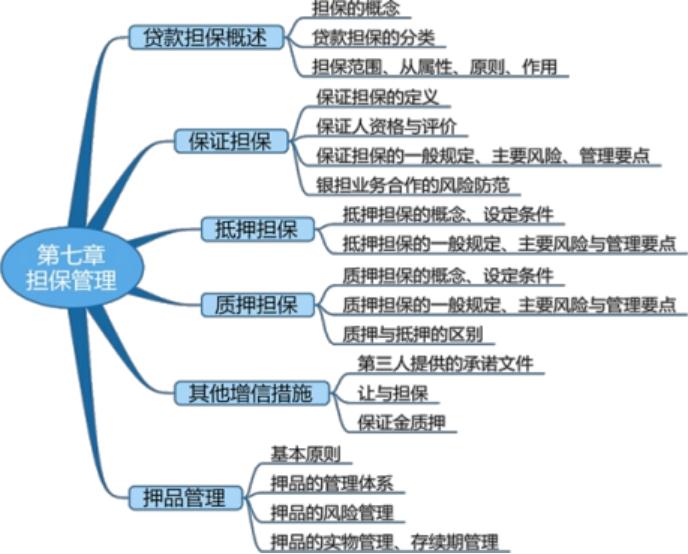 第七章
担保管理
贷款担保概述
担保的概念
贷款担保的分类
担保范围、从属性、原则、作用
保证担保
保证担保的定义
保证人资格与评价
保证担保的一般规定、主要风险、管理要点
银担业务合作的风险防范
抵押担保
抵押担保的概念、设定条件
抵押担保的一般规定、主要风险与管理要点
质押担保
质押担保的概念、设定条件
质押担保的一般规定、主要风险与管理要点
质押与抵押的区别
其他增信措施
第三人提供的承诺文件
让与担保
保证金质押
押品管理
基本原则
押品的管理体系
押品的风险管理
押品的实物管理、存续期管理